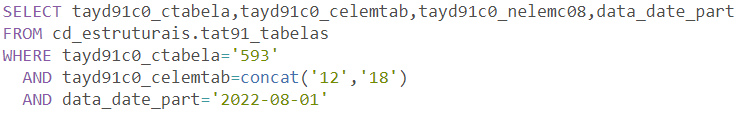 SELECT tayd91c0_ctabela,tayd91c0_celemtab,tayd91c0_nelemc08,data_date_part
FROM cd_estruturais.tat91_tabelas
WHERE tayd91c0_ctabela='593'
  AND tayd91c0_celemtab=concat('12','18')
  AND data_date_part='2022-08-01'